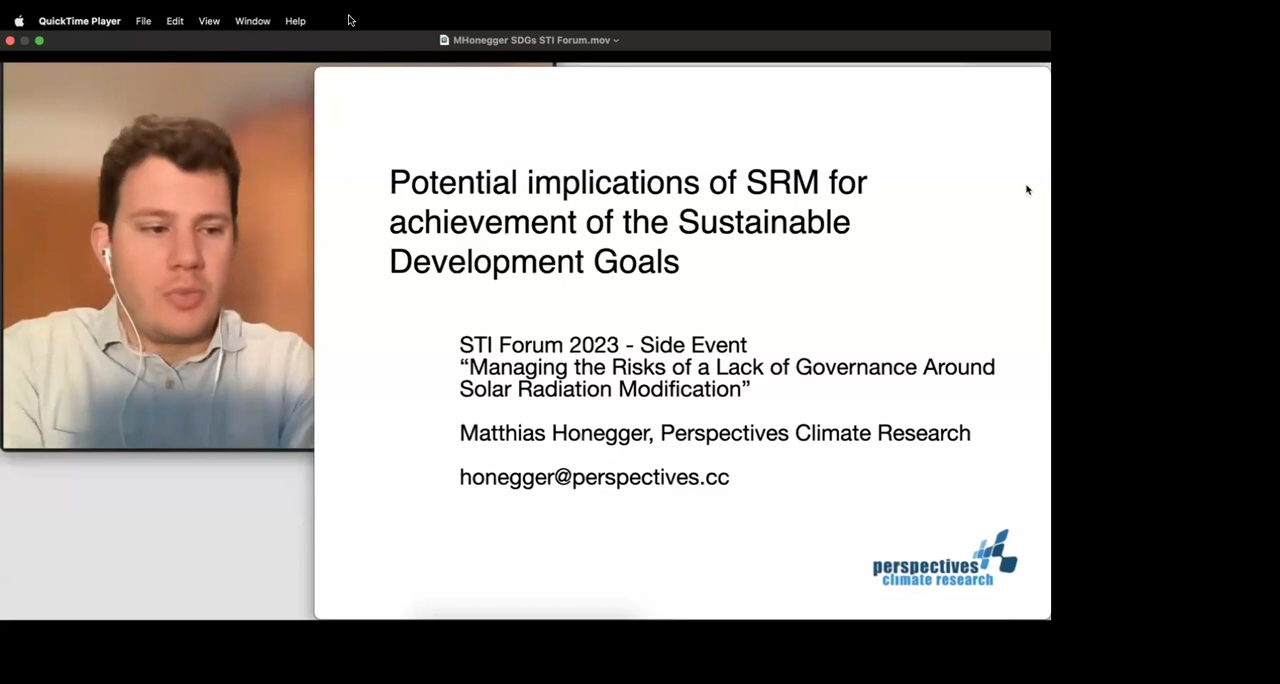 QuickTime Player File Edit View Window Help
MHonegger SDGs STI Forum.mov
Potential implications of SRM for
achievement of the Sustainable
Development Goals
STI Forum 2023 - Side Event
“Managing the Risks of a Lack of Governance Around
Solar Radiation Modification”
Matthias Honegger, Perspectives Climate Research
honegger@perspectives.cc
perspectives
climate research